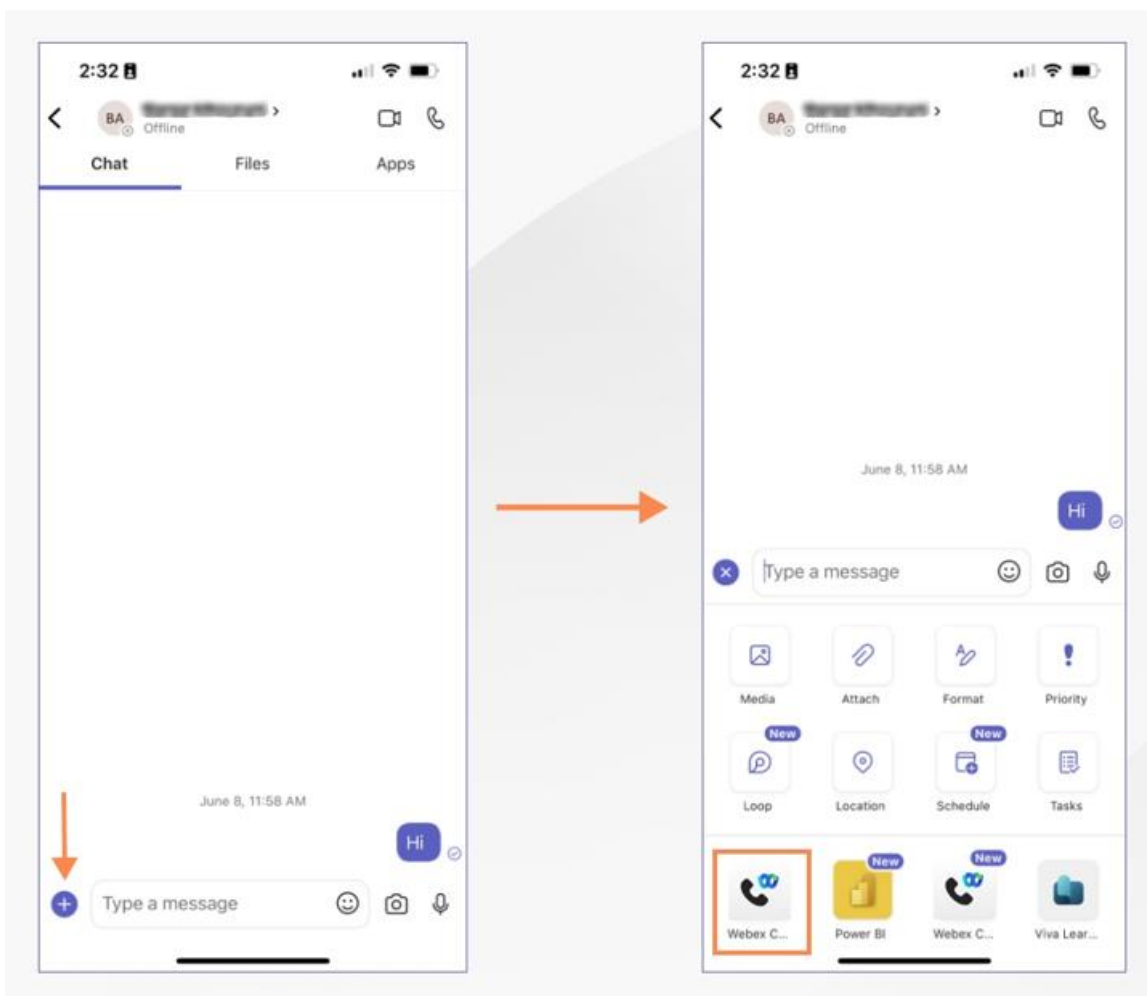 2:32
BA
Offline
Chat Files Apps
June 8, 11:58 AM
Hi
Type a message
2:32
BA
Offline
June 8, 11:58 AM
Hi
Type a message
Media Attach Format Priority
New New
Loop Location Schedule Tasks
New New
Webex C... Power BI Webex C... Viva Lear...